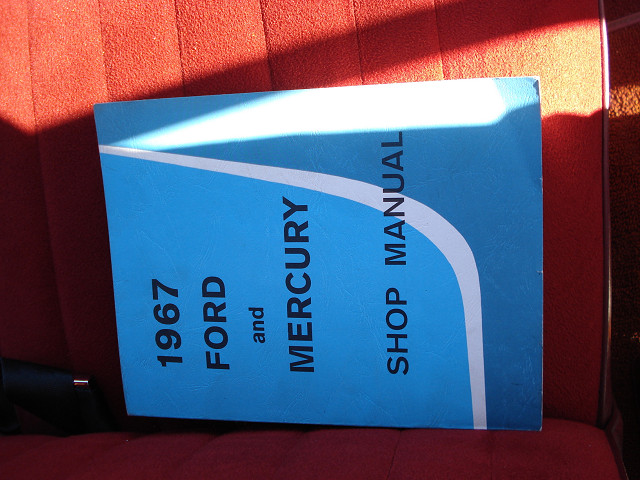 1967
FORD
and
MERCURY
SHOP MANUAL